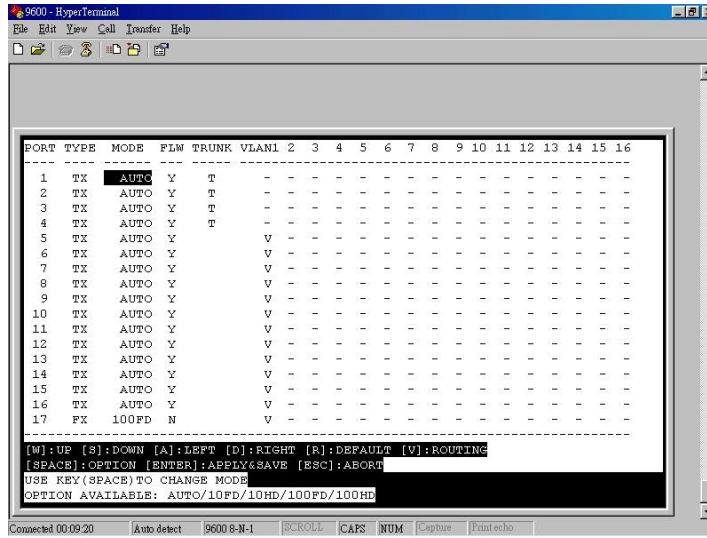 9600 - HyperTerminal
File Edit View Call Transfer Help
PORT TYPE MODE FLW TRUNK VLAN1 2 3 4 5 6 7 8 9 10 11 12 13 14 15 16
---- ---- ----- --- ----- ---------------------------------------------
1 TX AUTO Y T - - - - - - - - - - - - - - - -
2 TX AUTO Y T - - - - - - - - - - - - - - - -
3 TX AUTO Y T - - - - - - - - - - - - - - - -
4 TX AUTO Y T - - - - - - - - - - - - - - - -
5 TX AUTO Y V - - - - - - - - - - - - - - -
6 TX AUTO Y V - - - - - - - - - - - - - - -
7 TX AUTO Y V - - - - - - - - - - - - - - -
8 TX AUTO Y V - - - - - - - - - - - - - - -
9 TX AUTO Y V - - - - - - - - - - - - - - -
10 TX AUTO Y V - - - - - - - - - - - - - - -
11 TX AUTO Y V - - - - - - - - - - - - - - -
12 TX AUTO Y V - - - - - - - - - - - - - - -
13 TX AUTO Y V - - - - - - - - - - - - - - -
14 TX AUTO Y V - - - - - - - - - - - - - - -
15 TX AUTO Y V - - - - - - - - - - - - - - -
16 TX AUTO Y V - - - - - - - - - - - - - - -
17 FX 100FD N V - - - - - - - - - - - - - - -
[W]:UP [S]:DOWN [A]:LEFT [D]:RIGHT [R]:DEFAULT [V]:ROUTING
[SPACE]:OPTION [ENTER]:APPLY&SAVE [ESC]:ABORT
USE KEY(SPACE)TO CHANGE MODE
OPTION AVAILABLE: AUTO/10FD/10HD/100FD/100HD
Connected 00:09:20 Auto detect 9600 8-N-1 SCROLL CAPS NUM Capture Print echo